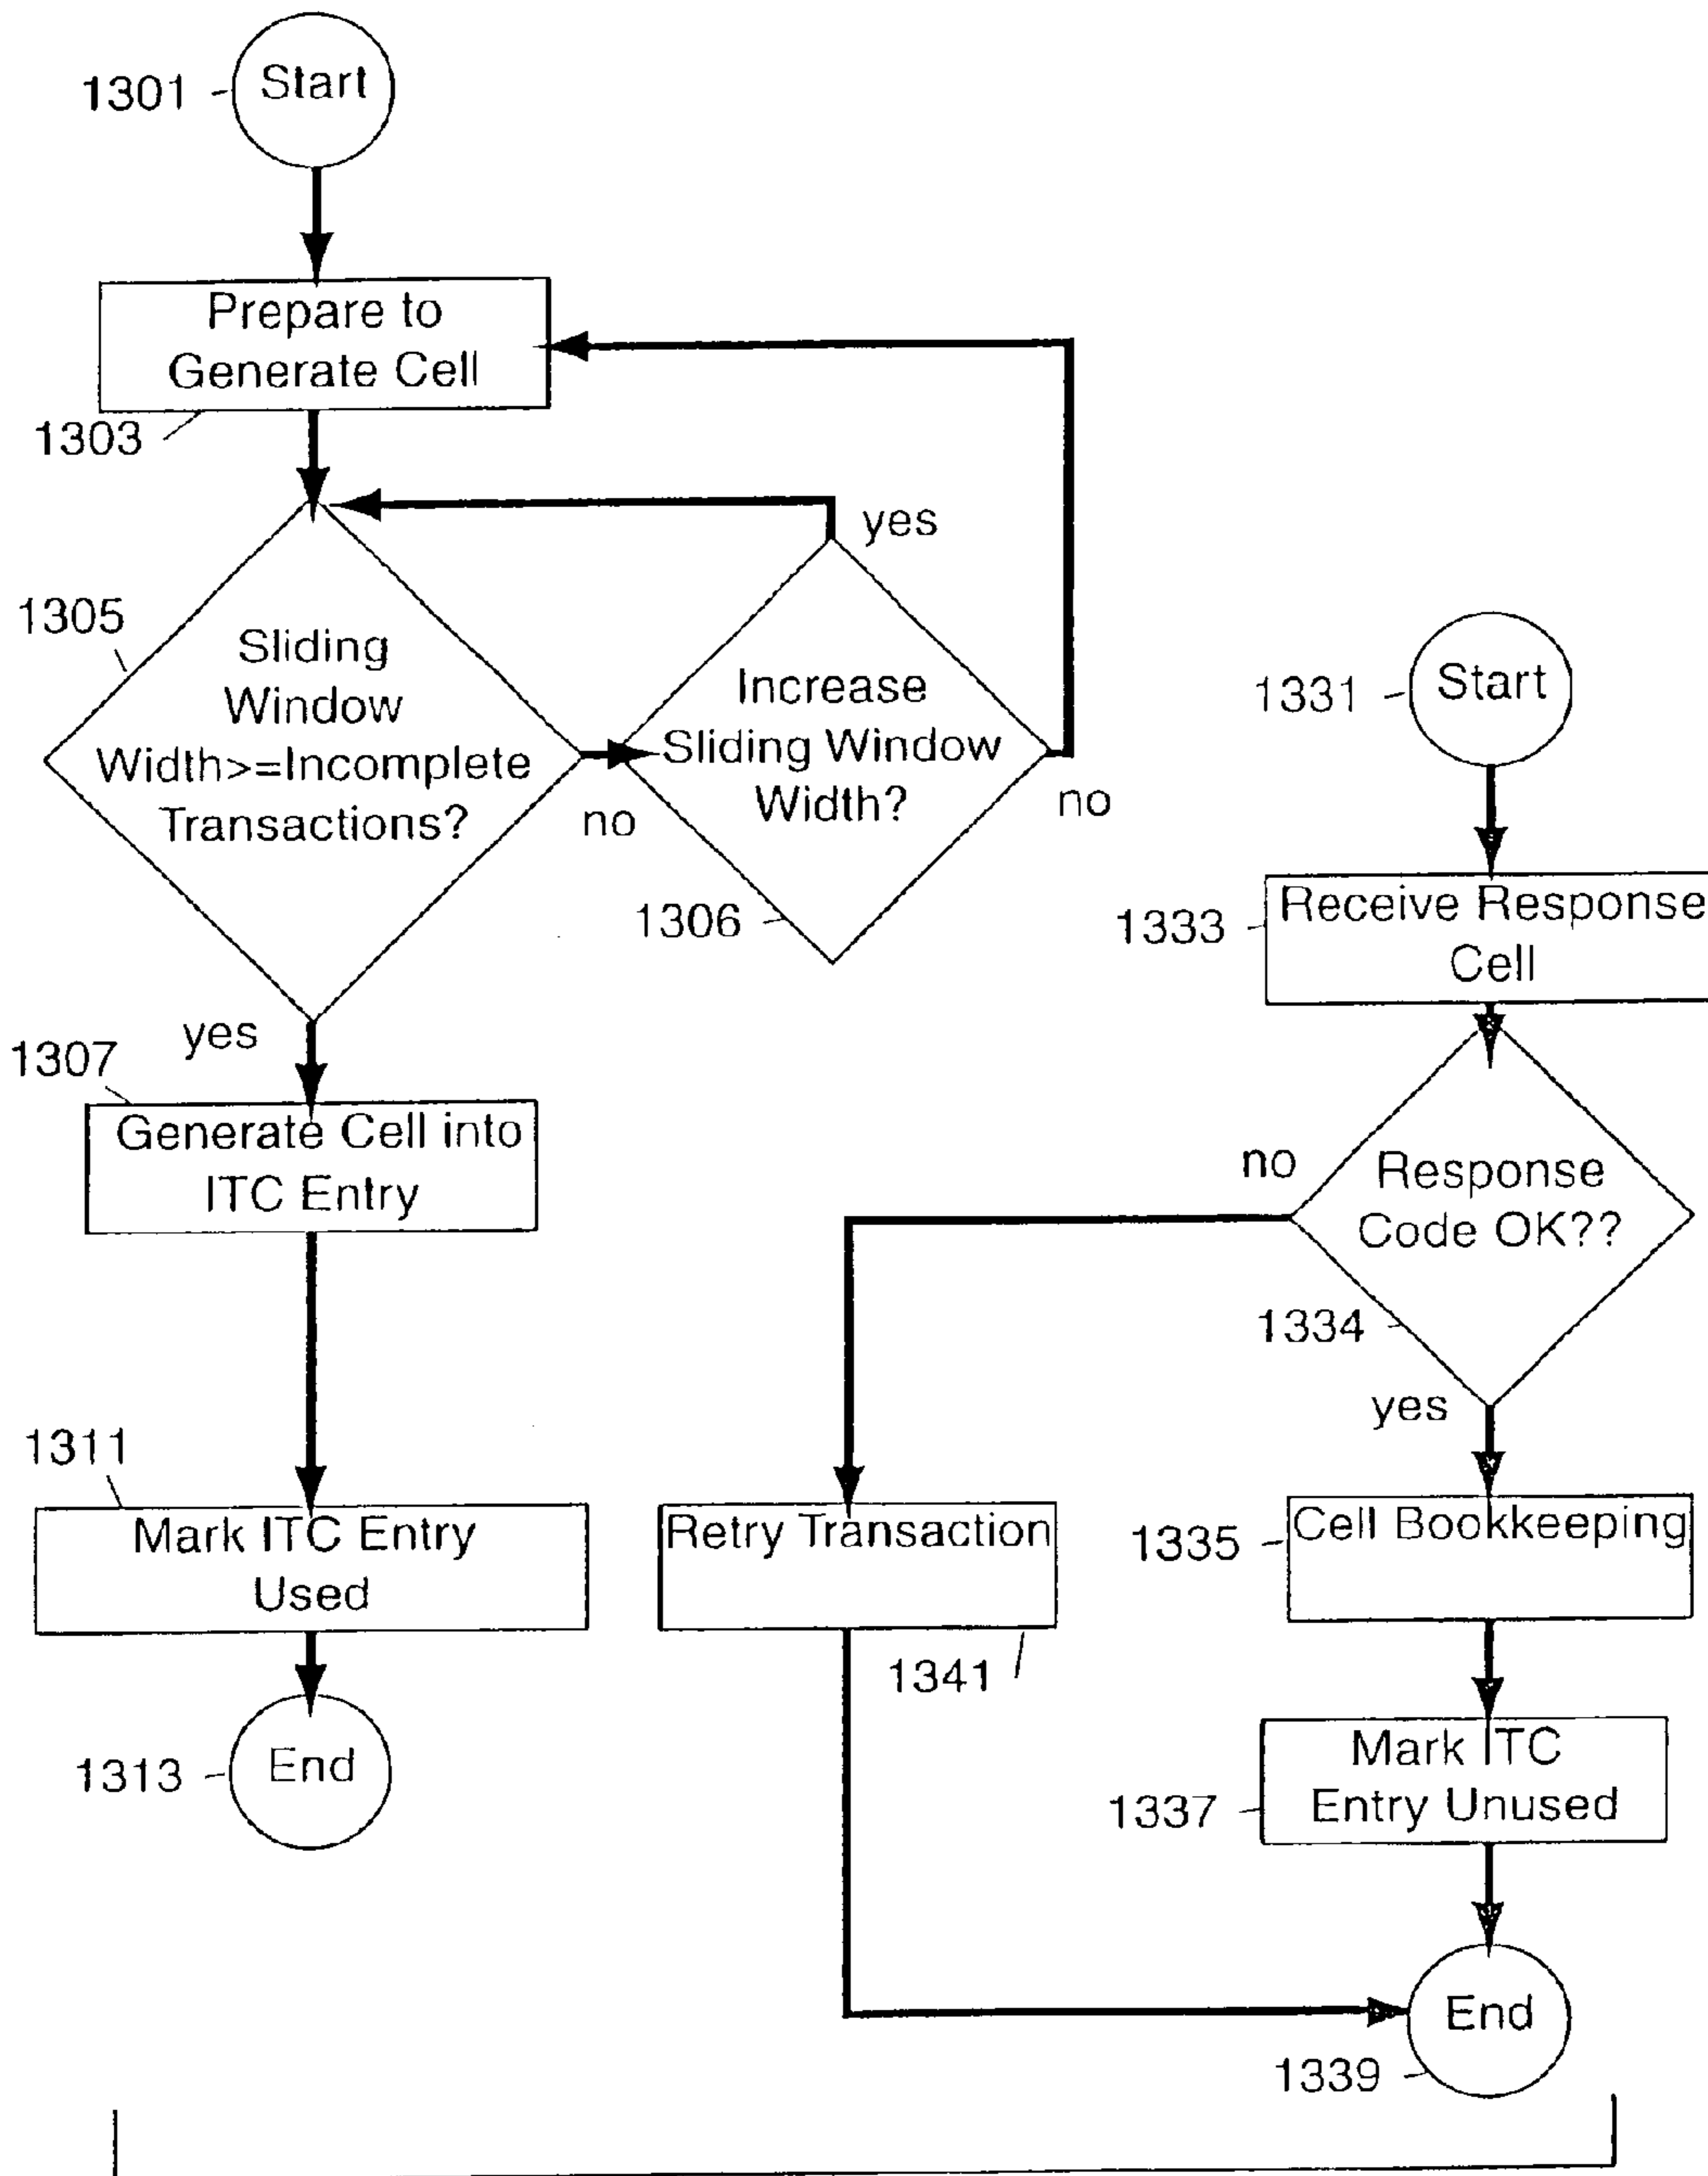 1301
Start
Prepare to
Generate Cell
1303
yes
1305
Sliding
Window
Width>=Incomplete
Transactions?
no
Increase
Sliding Window
Width?
no
1306
yes
1307
Generate Cell into
ITC Entry
1311
Mark ITC Entry
Used
1313
End
1331
Start
1333
Receive Response
Cell
no
Response
Code OK??
1334
yes
Retry Transaction
1341
1335
Cell Bookkeeping
1337
Mark ITC
Entry Unused
End
1339